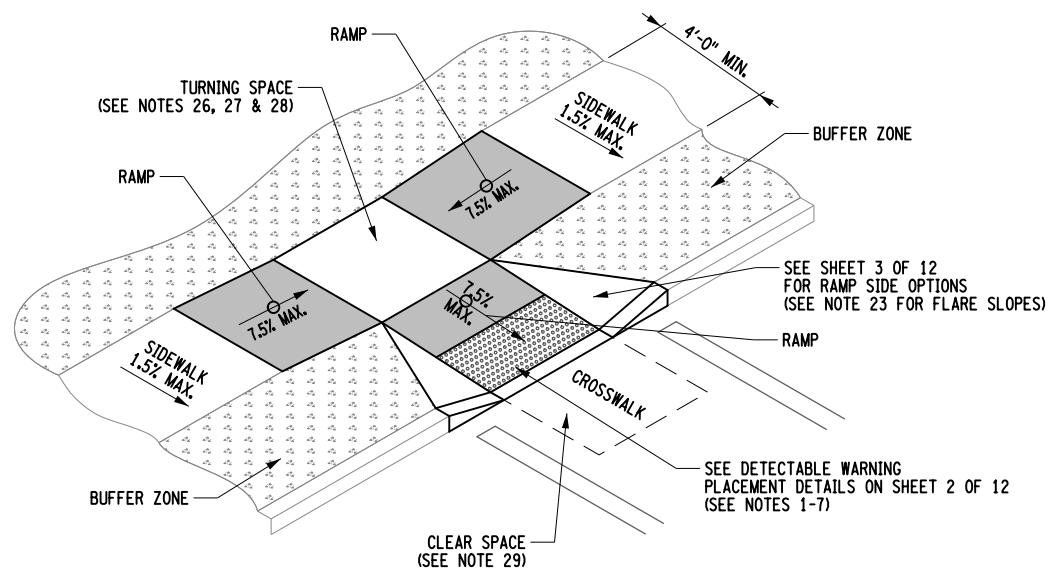 RAMP
4'-0" MIN.
TURNING SPACE
(SEE NOTES 26, 27 & 28)
SIDEWALK
1.5% MAX.
BUFFER ZONE
RAMP
7.5% MAX.
7.5% MAX.
7.5%
MAX.
SEE SHEET 3 OF 12
FOR RAMP SIDE OPTIONS
(SEE NOTE 23 FOR FLARE SLOPES)
RAMP
SIDEWALK
1.5% MAX.
CROSSWALK
BUFFER ZONE
SEE DETECTABLE WARNING
PLACEMENT DETAILS ON SHEET 2 OF 12
(SEE NOTES 1-7)
CLEAR SPACE
(SEE NOTE 29)